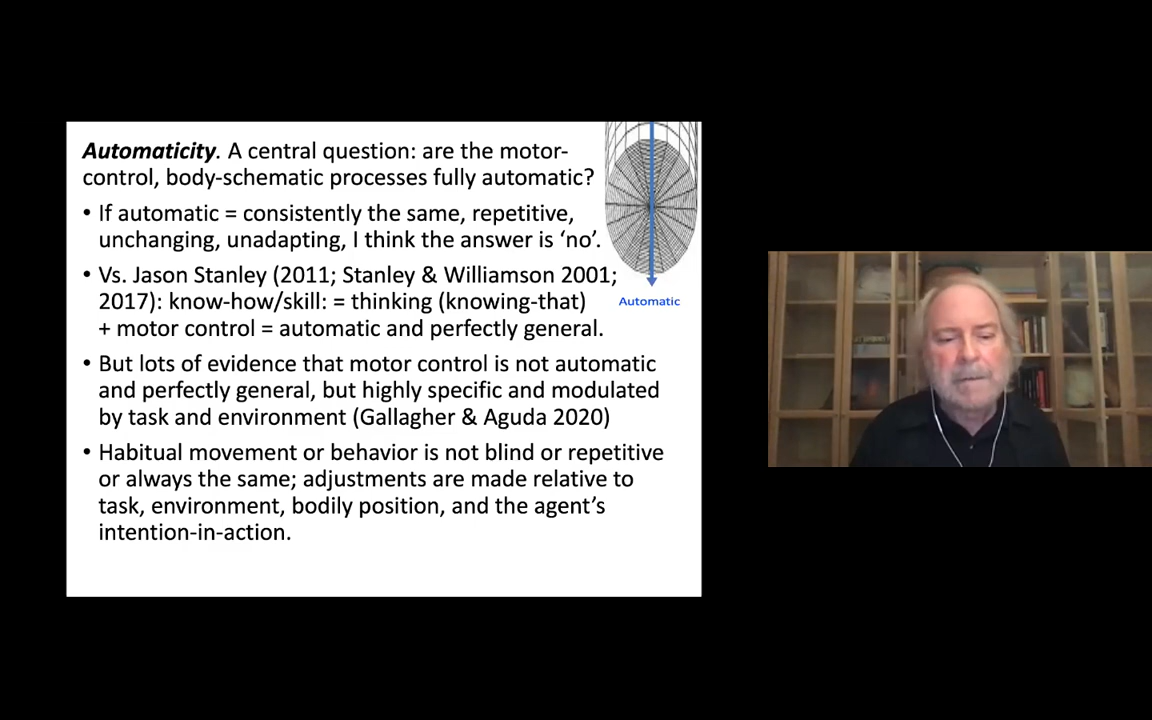 Automaticity. A central question: are the motor-
control, body-schematic processes fully automatic?
• If automatic = consistently the same, repetitive,
unchanging, unadapting, I think the answer is ‘no’.
• Vs. Jason Stanley (2011; Stanley & Williamson 2001;
2017): know-how/skill: = thinking (knowing-that)
+ motor control = automatic and perfectly general.
Automatic
• But lots of evidence that motor control is not automatic
and perfectly general, but highly specific and modulated
by task and environment (Gallagher & Aguda 2020)
• Habitual movement or behavior is not blind or repetitive
or always the same; adjustments are made relative to
task, environment, bodily position, and the agent’s
intention-in-action.